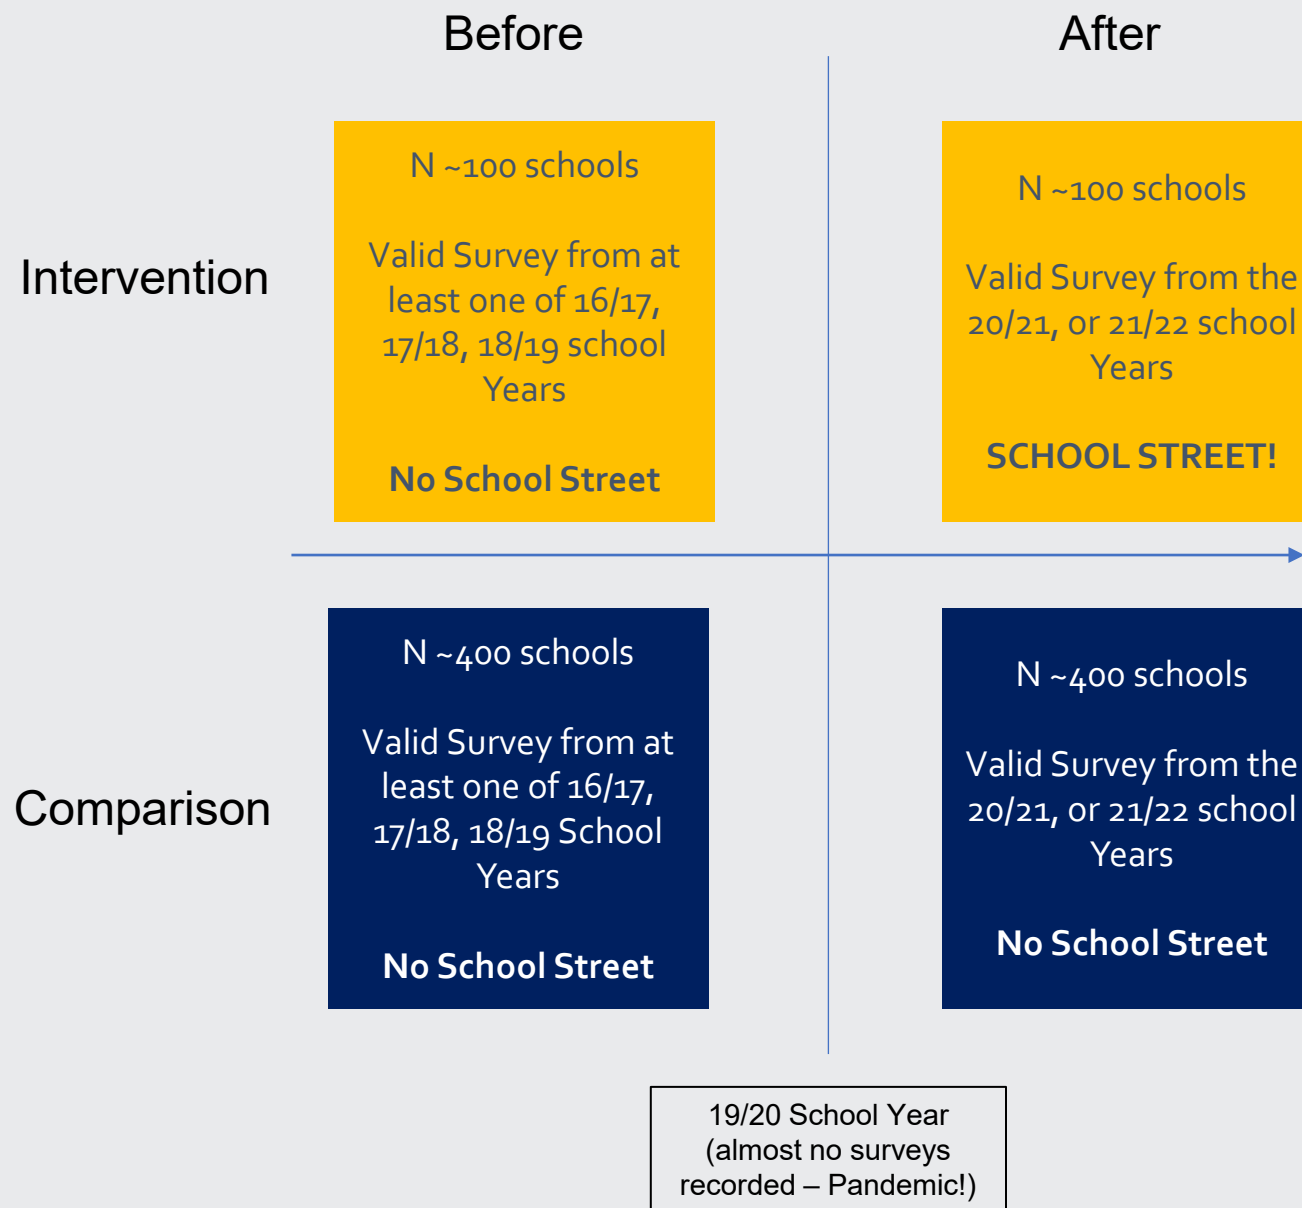 Before
After
Intervention
N ~100 schools
Valid Survey from at
least one of 16/17,
17/18, 18/19 school
Years
No School Street
N ~100 schools
Valid Survey from the
20/21, or 21/22 school
Years
SCHOOL STREET!
Comparison
N ~400 schools
Valid Survey from at
least one of 16/17,
17/18, 18/19 School
Years
No School Street
N ~400 schools
Valid Survey from the
20/21, or 21/22 school
Years
No School Street
19/20 School Year
(almost no surveys
recorded – Pandemic!)